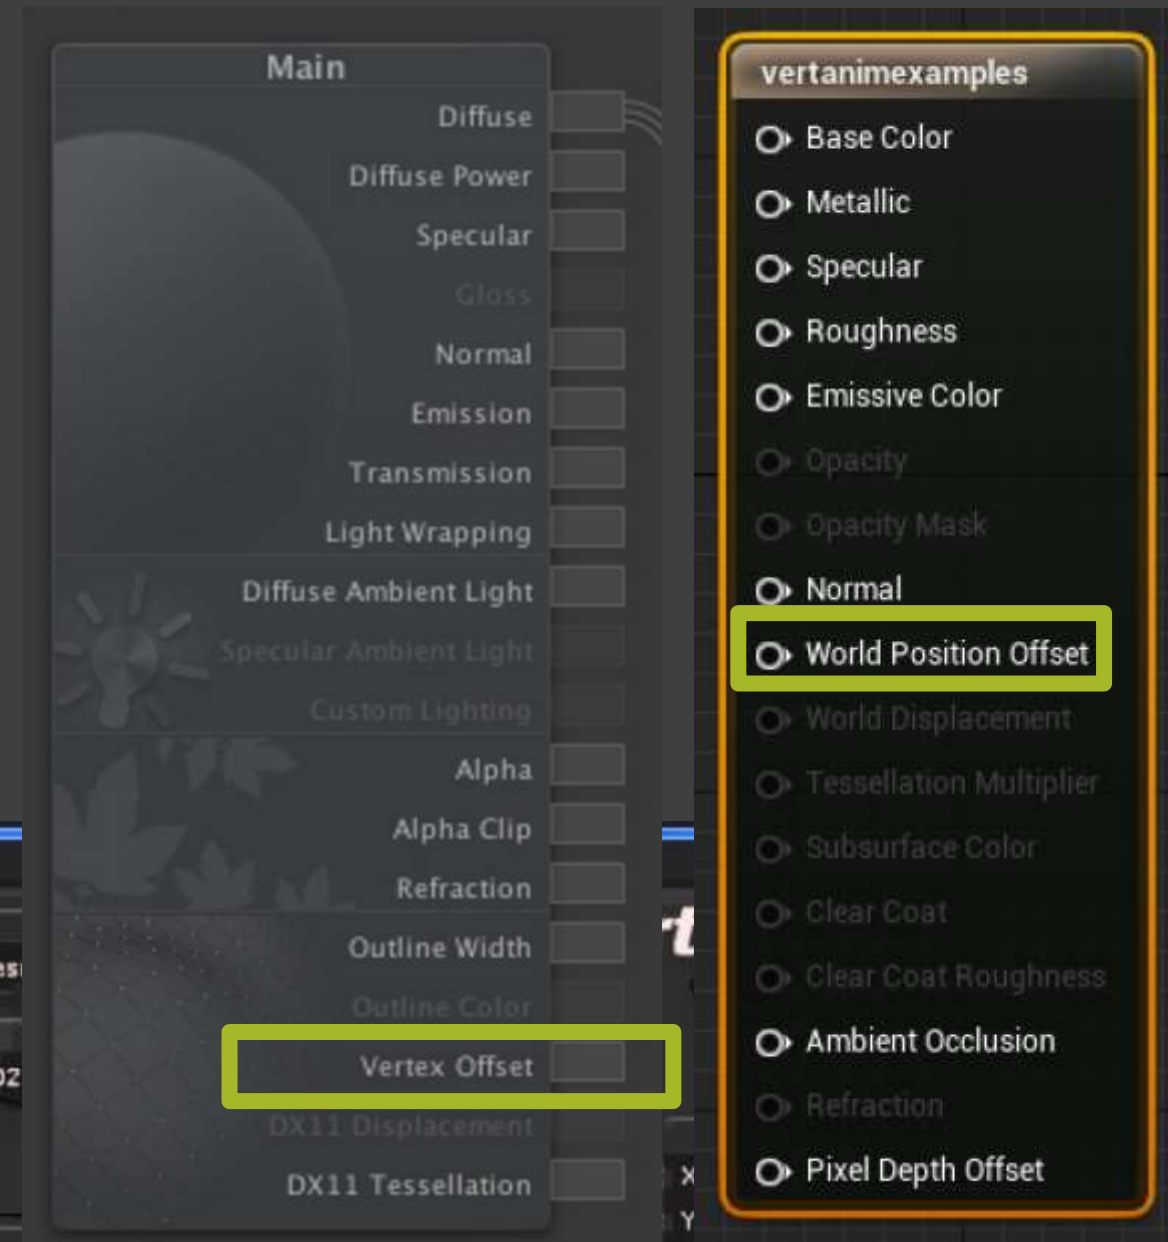 Main
Diffuse
Diffuse Power
Specular
Gloss
Normal
Emission
Transmission
Light Wrapping
Diffuse Ambient Light
Specular Ambient Light
Custom Lighting
Alpha
Alpha Clip
Refraction
Outline Width
Outline Color
Vertex Offset
DX11 Displacement
DX11 Tessellation
X
Y
vertanimexamples
Base Color
Metallic
Specular
Roughness
Emissive Color
Opacity
Opacity Mask
Normal
World Position Offset
World Displacement
Tessellation Multiplier
Subsurface Color
Clear Coat
Clear Coat Roughness
Ambient Occlusion
Refraction
Pixel Depth Offset